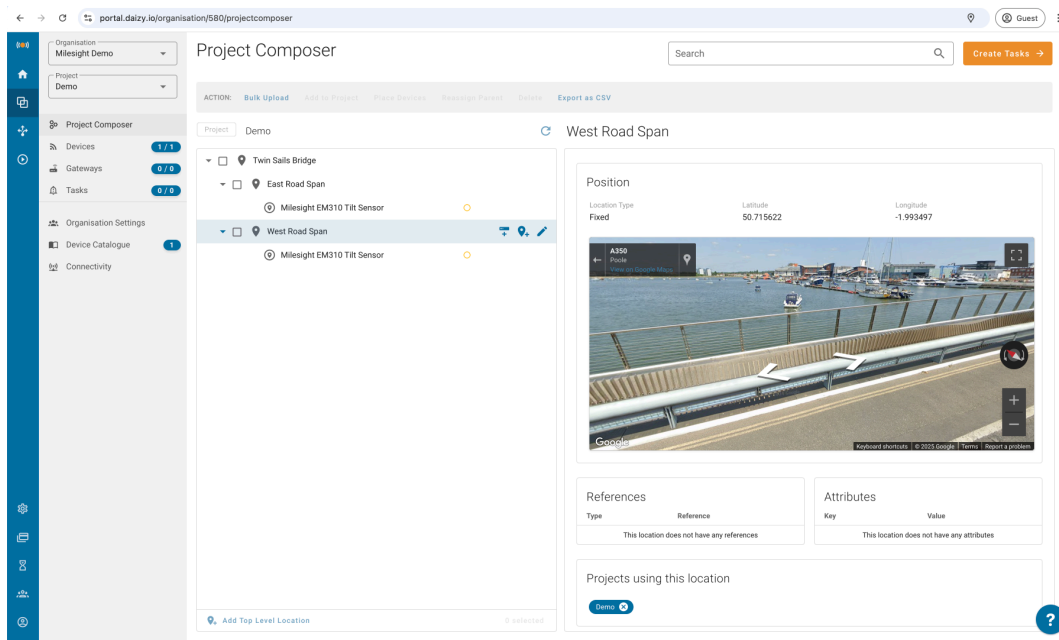 portal.daizy.io/organisation/580/projectcomposer
Guest
Organisation
Milesight Demo
Project
Demo
Project Composer
Devices
1 / 1
Gateways
0 / 0
Tasks
0 / 0
Organisation Settings
Device Catalogue
1
Connectivity
Project Composer
Search
Create Tasks
ACTION:
Bulk Upload
Add to Project
Place Devices
Reassign Parent
Delete
Export as CSV
Project
Demo
Twin Sails Bridge
East Road Span
Milesight EM310 Tilt Sensor
West Road Span
Milesight EM310 Tilt Sensor
Add Top Level Location
0 selected
West Road Span
Position
Location Type
Latitude
Longitude
Fixed
50.715622
-1.993497
A350
Poole
View on Google Maps
Google
Keyboard shortcuts
© 2025 Google
Terms
Report a problem
References
Type
Reference
This location does not have any references
Attributes
Key
Value
This location does not have any attributes
Projects using this location
Demo
?